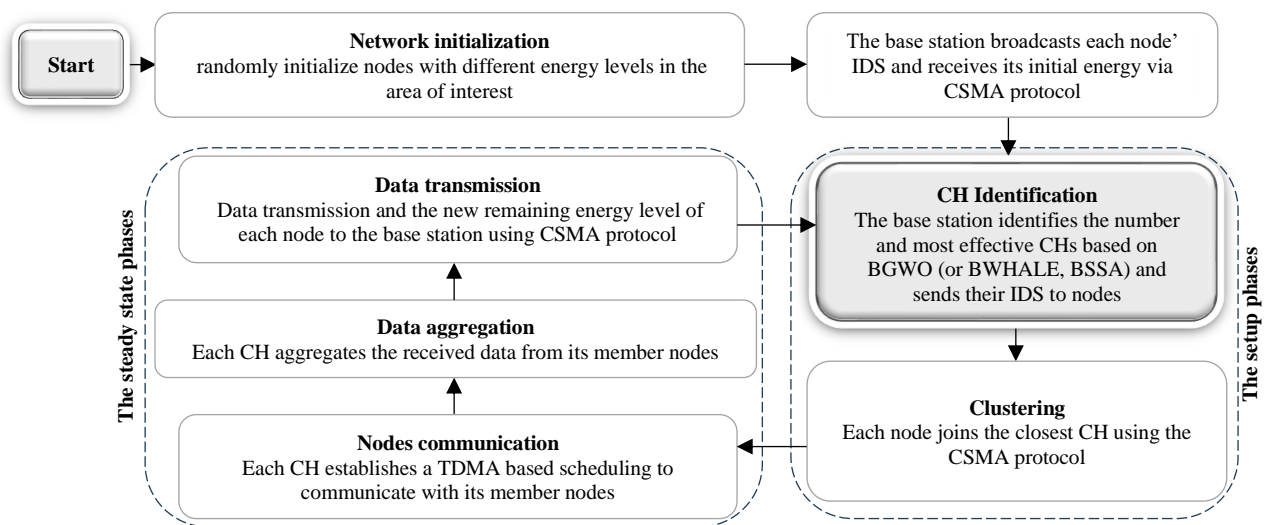 Start
Network initialization
randomly initialize nodes with different energy levels in the
area of interest
The base station broadcasts each node'
IDS and receives its initial energy via
CSMA protocol
The setup phases
CH Identification
The base station identifies the number
and most effective CHs based on
BGWO (or BWHALE, BSSA) and
sends their IDS to nodes
Clustering
Each node joins the closest CH using the
CSMA protocol
The steady state phases
Nodes communication
Each CH establishes a TDMA based scheduling to
communicate with its member nodes
Data aggregation
Each CH aggregates the received data from its member nodes
Data transmission
Data transmission and the new remaining energy level of
each node to the base station using CSMA protocol